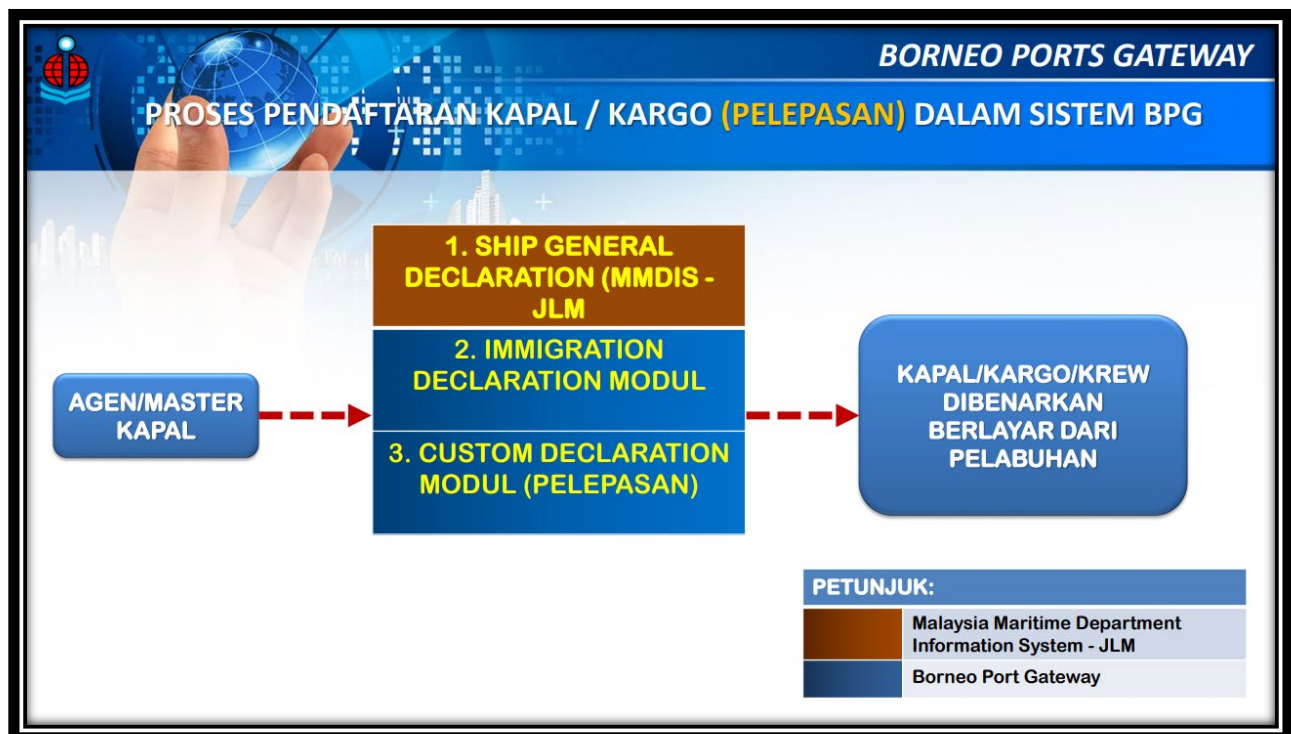 BORNEO PORTS GATEWAY
PROSES PENDAFTARAN KAPAL / KARGO (PELEPASAN) DALAM SISTEM BPG
1. SHIP GENERAL
DECLARATION (MMDIS -
JLM
2. IMMIGRATION
DECLARATION MODUL
3. CUSTOM DECLARATION
MODUL (PELEPASAN)
AGEN/MASTER
KAPAL
KAPAL/KARGO/KREW
DIBENARKAN
BERLAYAR DARI
PELABUHAN
PETUNJUK:
Malaysia Maritime Department
Information System - JLM
Borneo Port Gateway